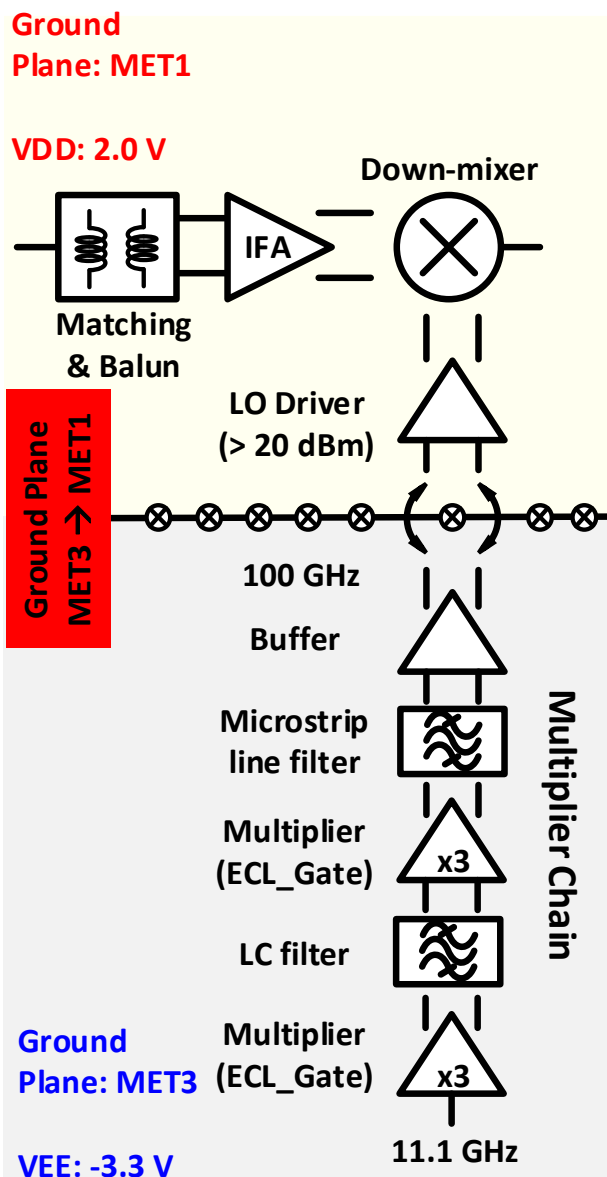 Ground
Plane: MET1
VDD: 2.0 V
Down-mixer
IFA
Matching
& Balun
LO Driver
(> 20 dBm)
Ground Plane
MET3 → MET1
100 GHz
Buffer
Microstrip
line filter
Multiplier
(ECL_Gate)
x3
Multiplier Chain
LC filter
Multiplier
(ECL_Gate)
x3
Ground
Plane: MET3
VEE: -3.3 V
11.1 GHz